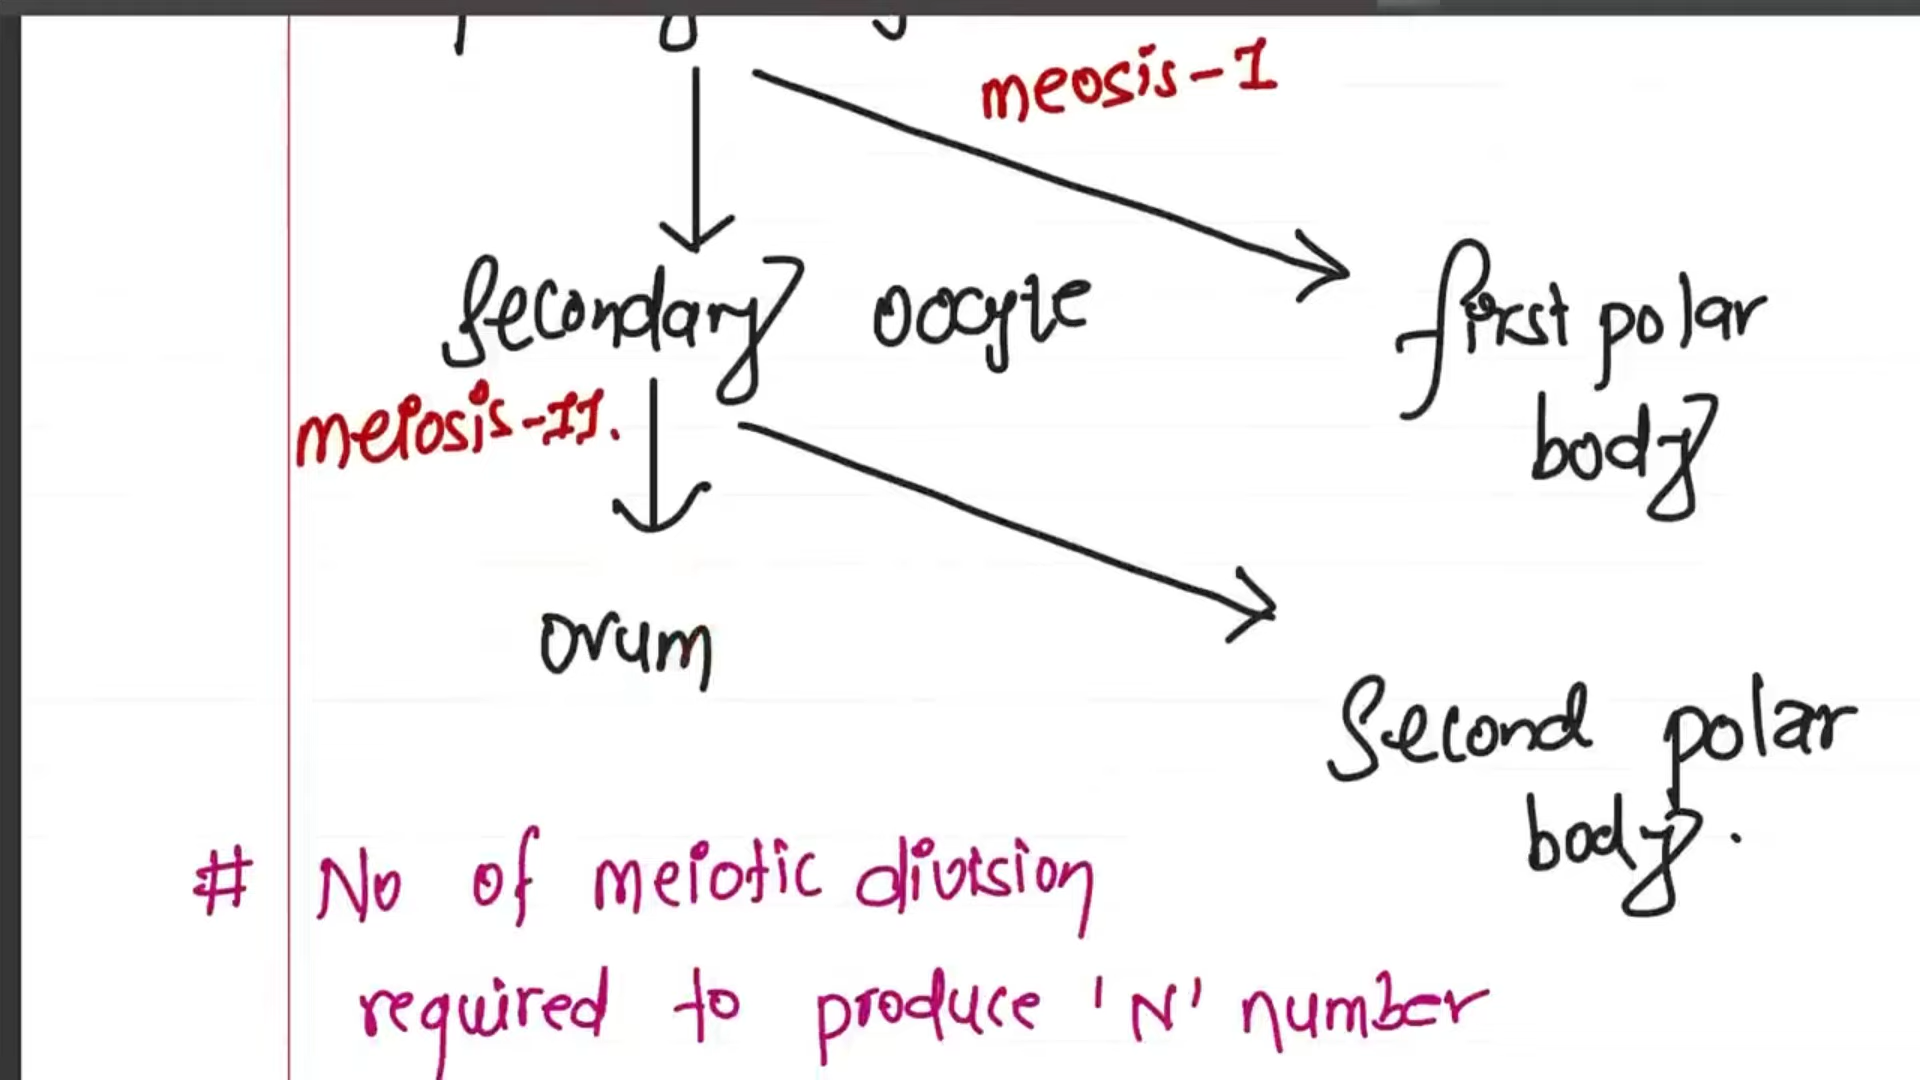 meosis-I
Secondary oocyte
first polar
body
meiosis-II.
ovum
Second polar
body.
# No of meiotic division
required to produce 'N' number